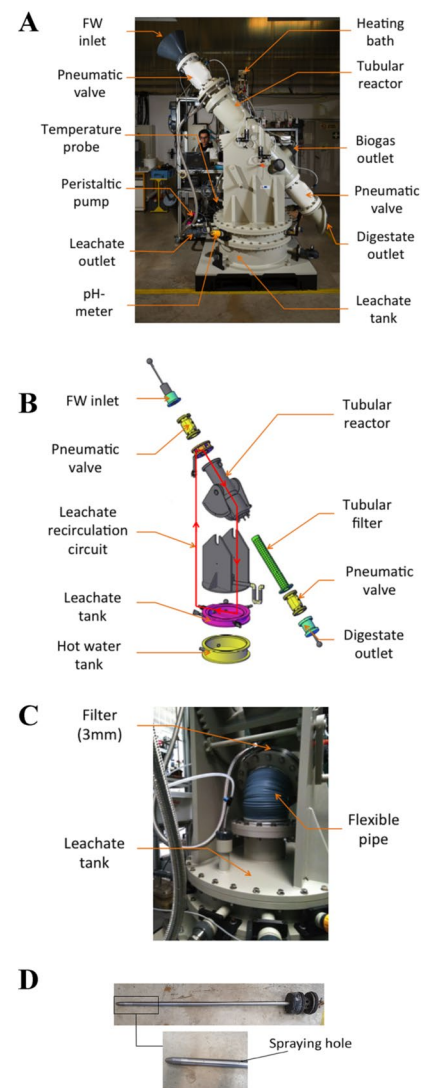 A
FW
inlet
Pneumatic
valve
Temperature
probe
Peristaltic
pump
Leachate
outlet
pH-
meter
Heating
bath
Tubular
reactor
Biogas
outlet
Pneumatic
valve
Digestate
outlet
Leachate
tank
B
FW inlet
Pneumatic
valve
Leachate
recirculation
circuit
Leachate
tank
Hot water
tank
Tubular
reactor
Tubular
filter
Pneumatic
valve
Digestate
outlet
C
Filter
(3mm)
Leachate
tank
Flexible
pipe
D
Spraying hole